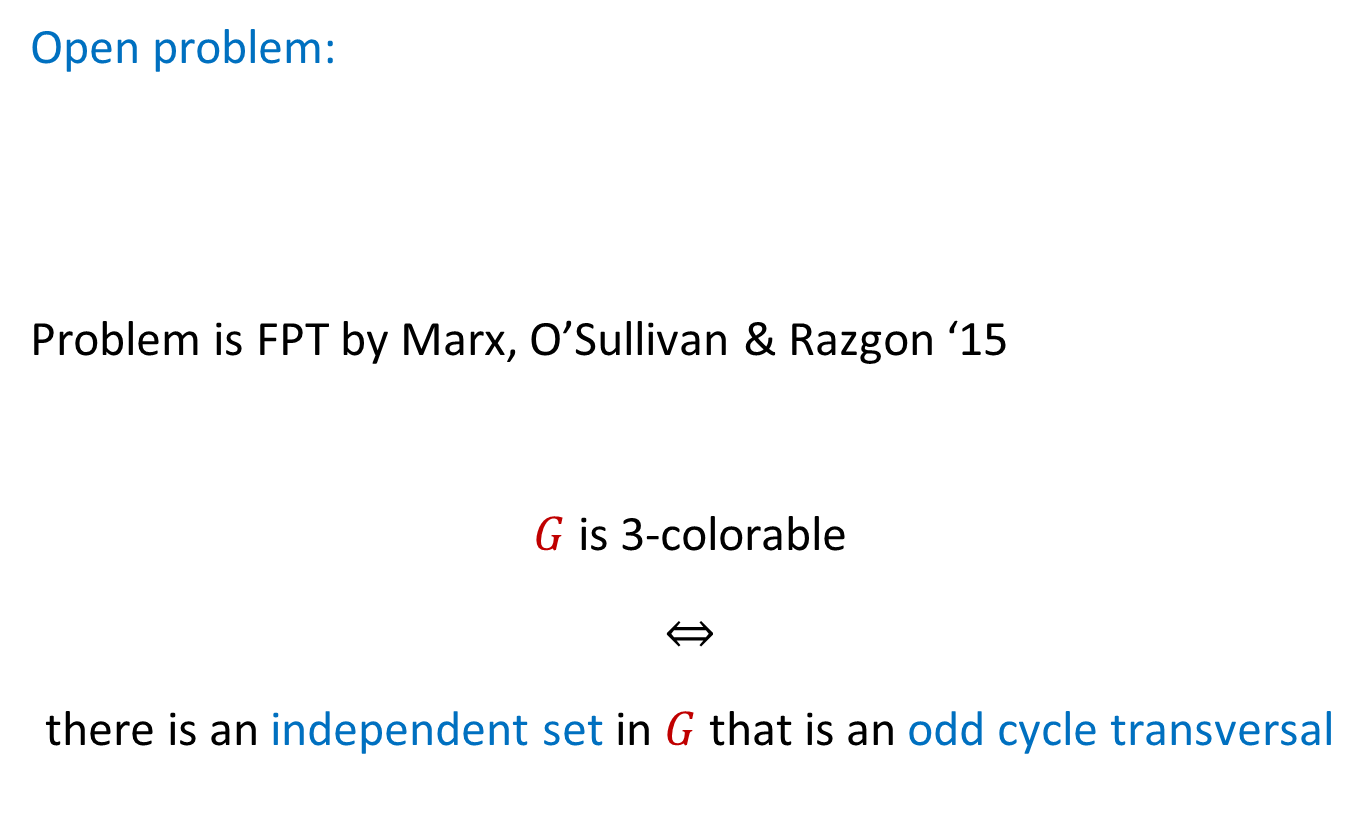 Open problem:
Problem is FPT by Marx, O’Sullivan & Razgon ‘15
G is 3-colorable
⇔
there is an independent set in G that is an odd cycle transversal